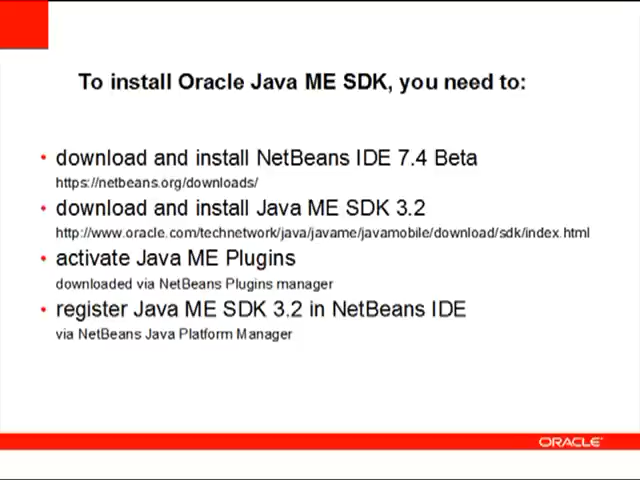 To install Oracle Java ME SDK, you need to:
• download and install NetBeans IDE 7.4 Beta
https://netbeans.org/downloads/
• download and install Java ME SDK 3.2
http://www.oracle.com/technetwork/java/javame/javamobile/download/sdk/index.html
• activate Java ME Plugins
downloaded via NetBeans Plugins manager
• register Java ME SDK 3.2 in NetBeans IDE
via NetBeans Java Platform Manager
ORACLE